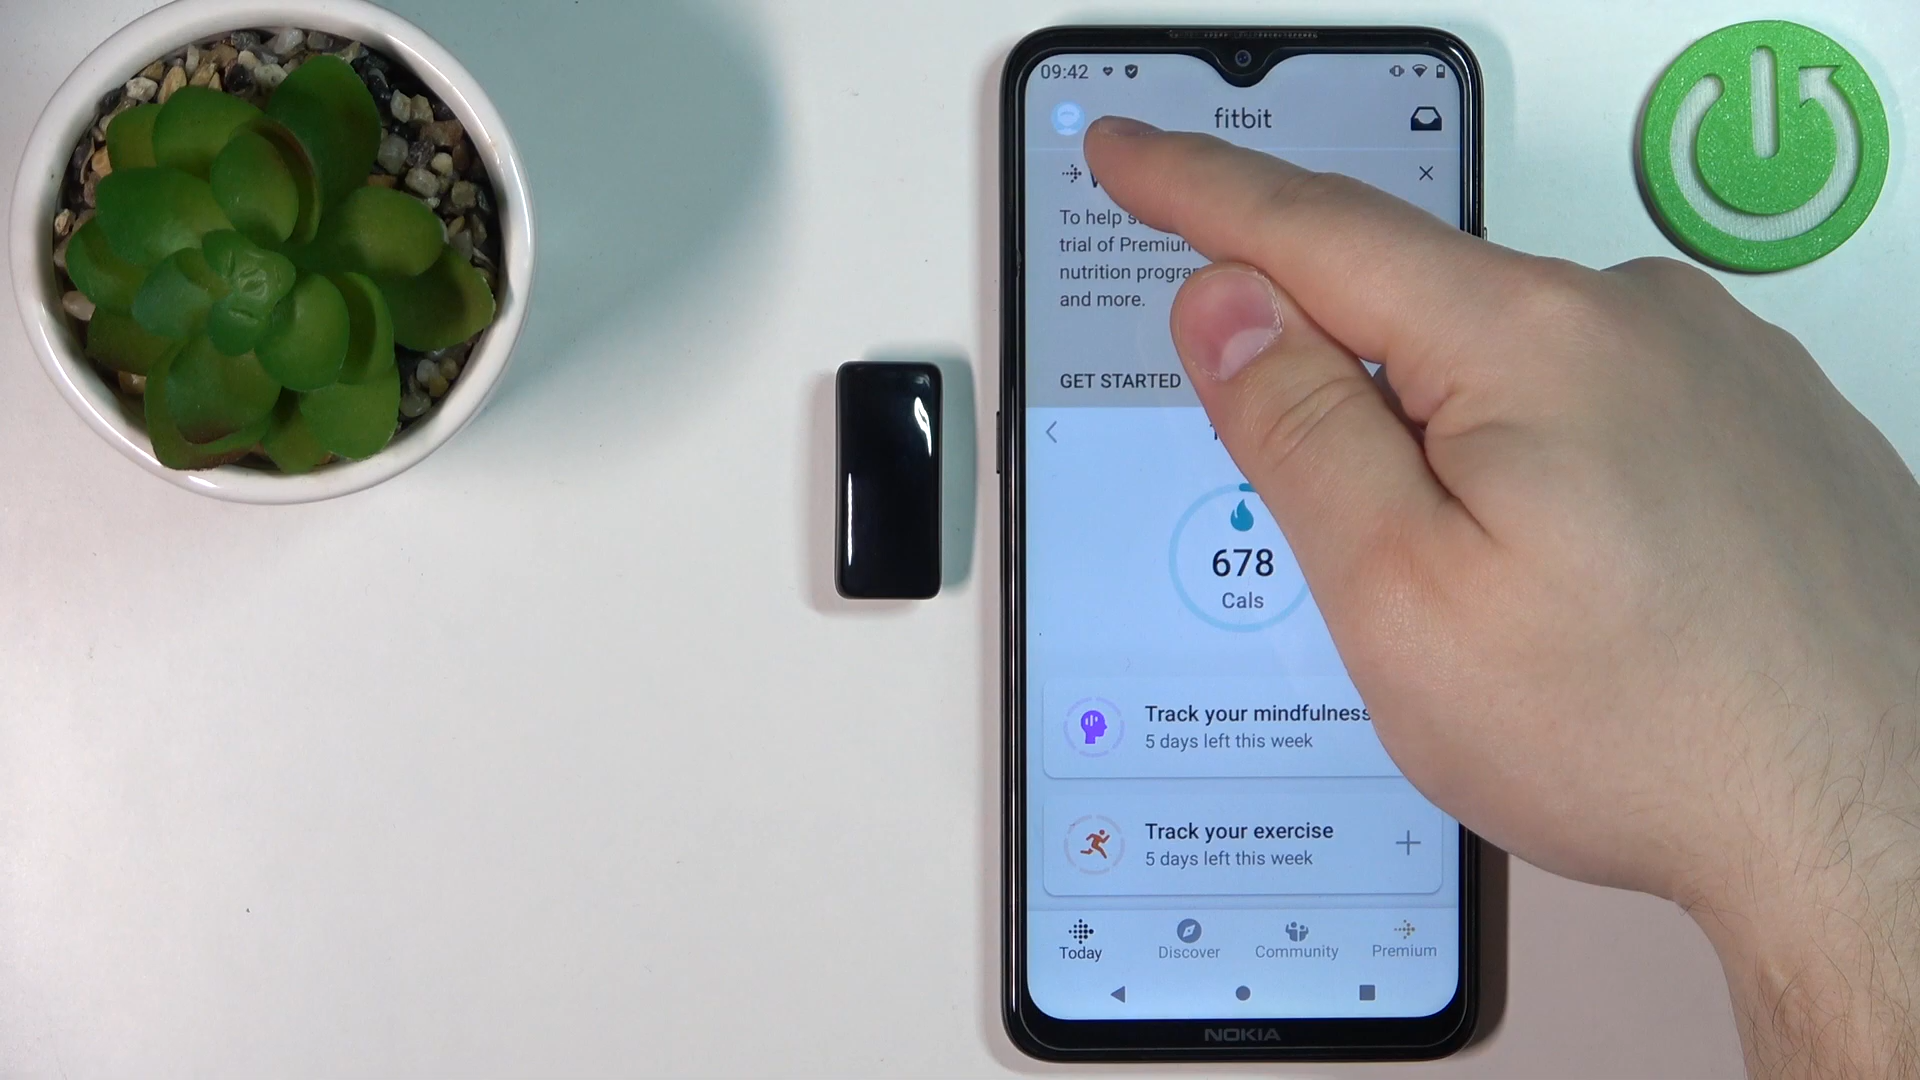 09:42
fitbit
To help
trial of Premium
nutrition
and more.
GET STARTED
678
Cals
Track your mindfulness
5 days left this week
Track your exercise
5 days left this week
Today Discover Community Premium
NOKIA